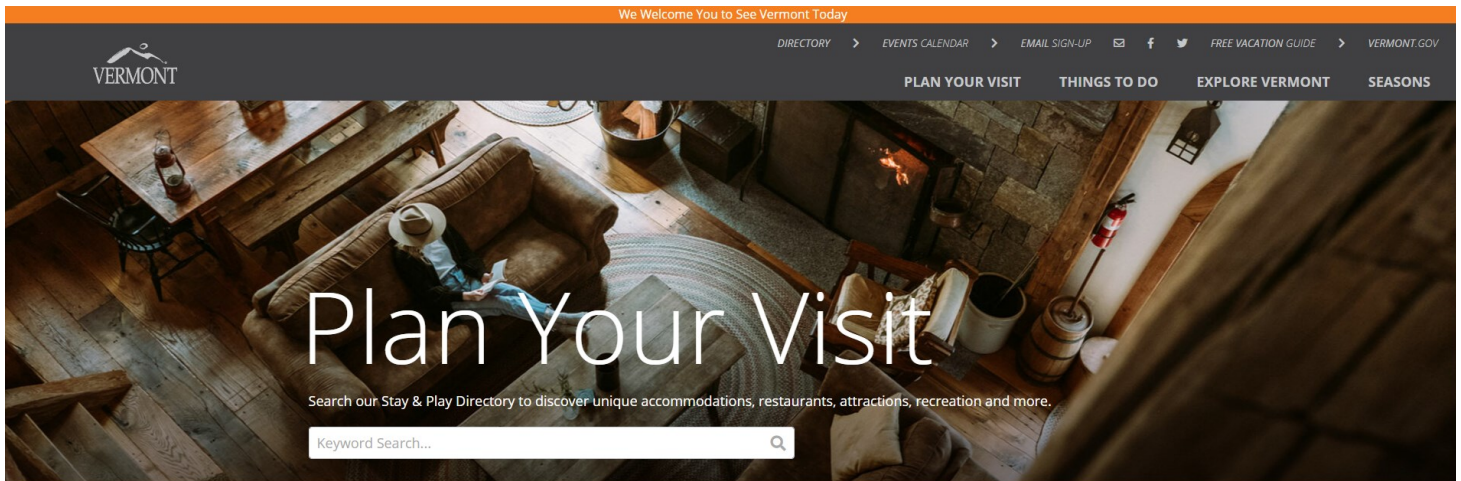 We Welcome You to See Vermont Today
DIRECTORY > EVENTS CALENDAR > EMAIL SIGN-UP FREE VACATION GUIDE > VERMONT.GOV
VERMONT
PLAN YOUR VISIT THINGS TO DO EXPLORE VERMONT SEASONS
Plan Your Visit
Search our Stay & Play Directory to discover unique accommodations, restaurants, attractions, recreation and more.
Keyword Search...